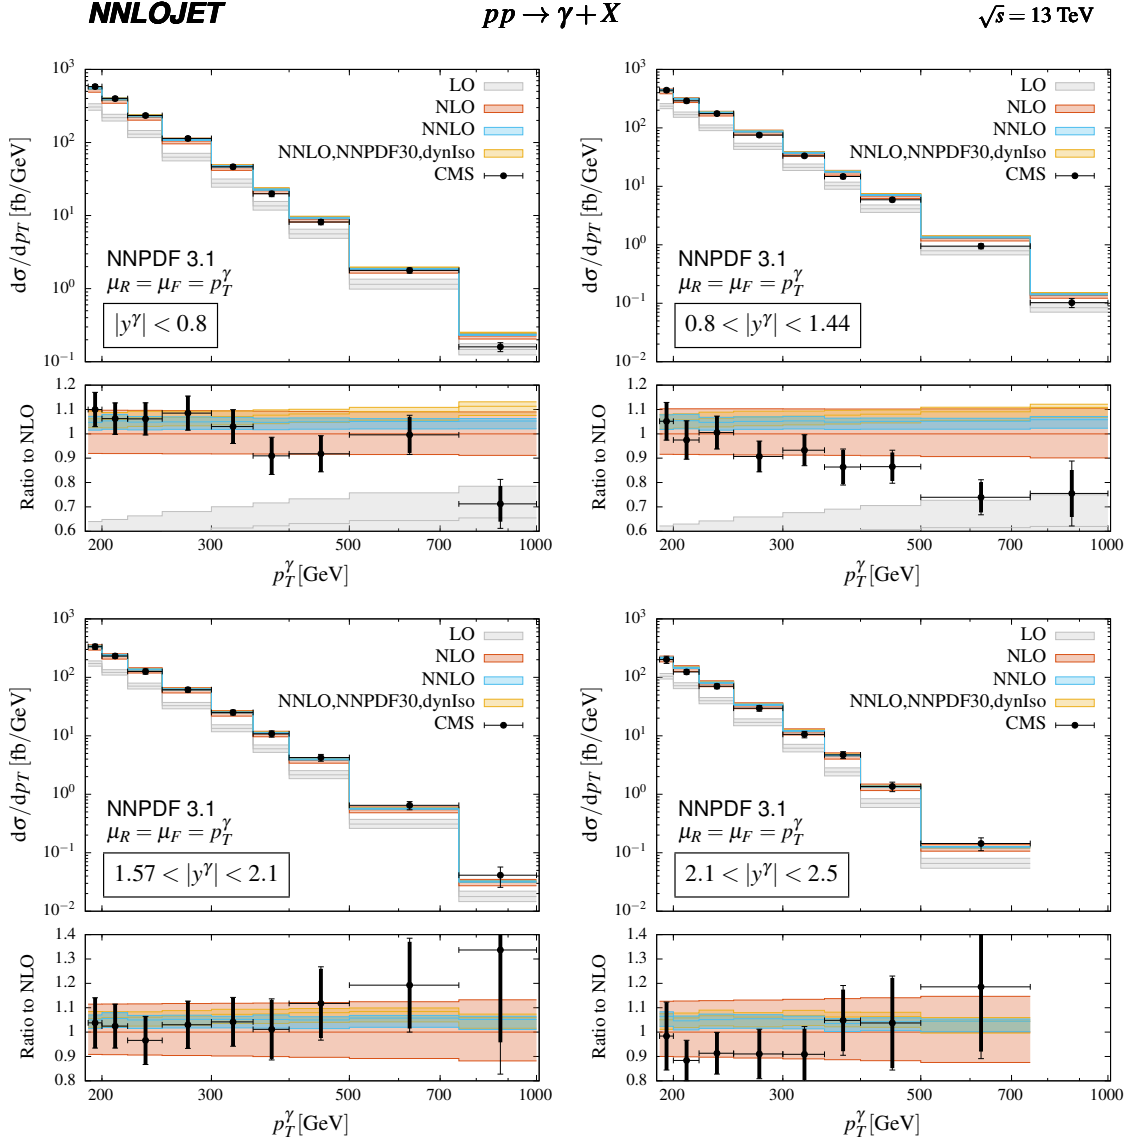 NNLOJET pp → γ + X √s = 13 TeV
10³ 10² 10¹ 10⁰ 10⁻¹
dσ/dp_T [fb/GeV]
LO
NLO
NNLO
NNLO,NNPDF30,dynIso
CMS
NNPDF 3.1
μ_R = μ_F = p_T^γ
|y^γ| < 0.8
1.2 1.1 1.0 0.9 0.8 0.7 0.6
Ratio to NLO
200 300 500 700 1000
p_T^γ [GeV]
10³ 10² 10¹ 10⁰ 10⁻¹ 10⁻²
dσ/dp_T [fb/GeV]
LO
NLO
NNLO
NNLO,NNPDF30,dynIso
CMS
NNPDF 3.1
μ_R = μ_F = p_T^γ
0.8 < |y^γ| < 1.44
1.2 1.1 1.0 0.9 0.8 0.7 0.6
Ratio to NLO
200 300 500 700 1000
p_T^γ [GeV]
10³ 10² 10¹ 10⁰ 10⁻¹ 10⁻²
dσ/dp_T [fb/GeV]
LO
NLO
NNLO
NNLO,NNPDF30,dynIso
CMS
NNPDF 3.1
μ_R = μ_F = p_T^γ
1.57 < |y^γ| < 2.1
1.4 1.3 1.2 1.1 1.0 0.9 0.8
Ratio to NLO
200 300 500 700 1000
p_T^γ [GeV]
10³ 10² 10¹ 10⁰ 10⁻¹ 10⁻²
dσ/dp_T [fb/GeV]
LO
NLO
NNLO
NNLO,NNPDF30,dynIso
CMS
NNPDF 3.1
μ_R = μ_F = p_T^γ
2.1 < |y^γ| < 2.5
1.4 1.3 1.2 1.1 1.0 0.9 0.8
Ratio to NLO
200 300 500 700 1000
p_T^γ [GeV]